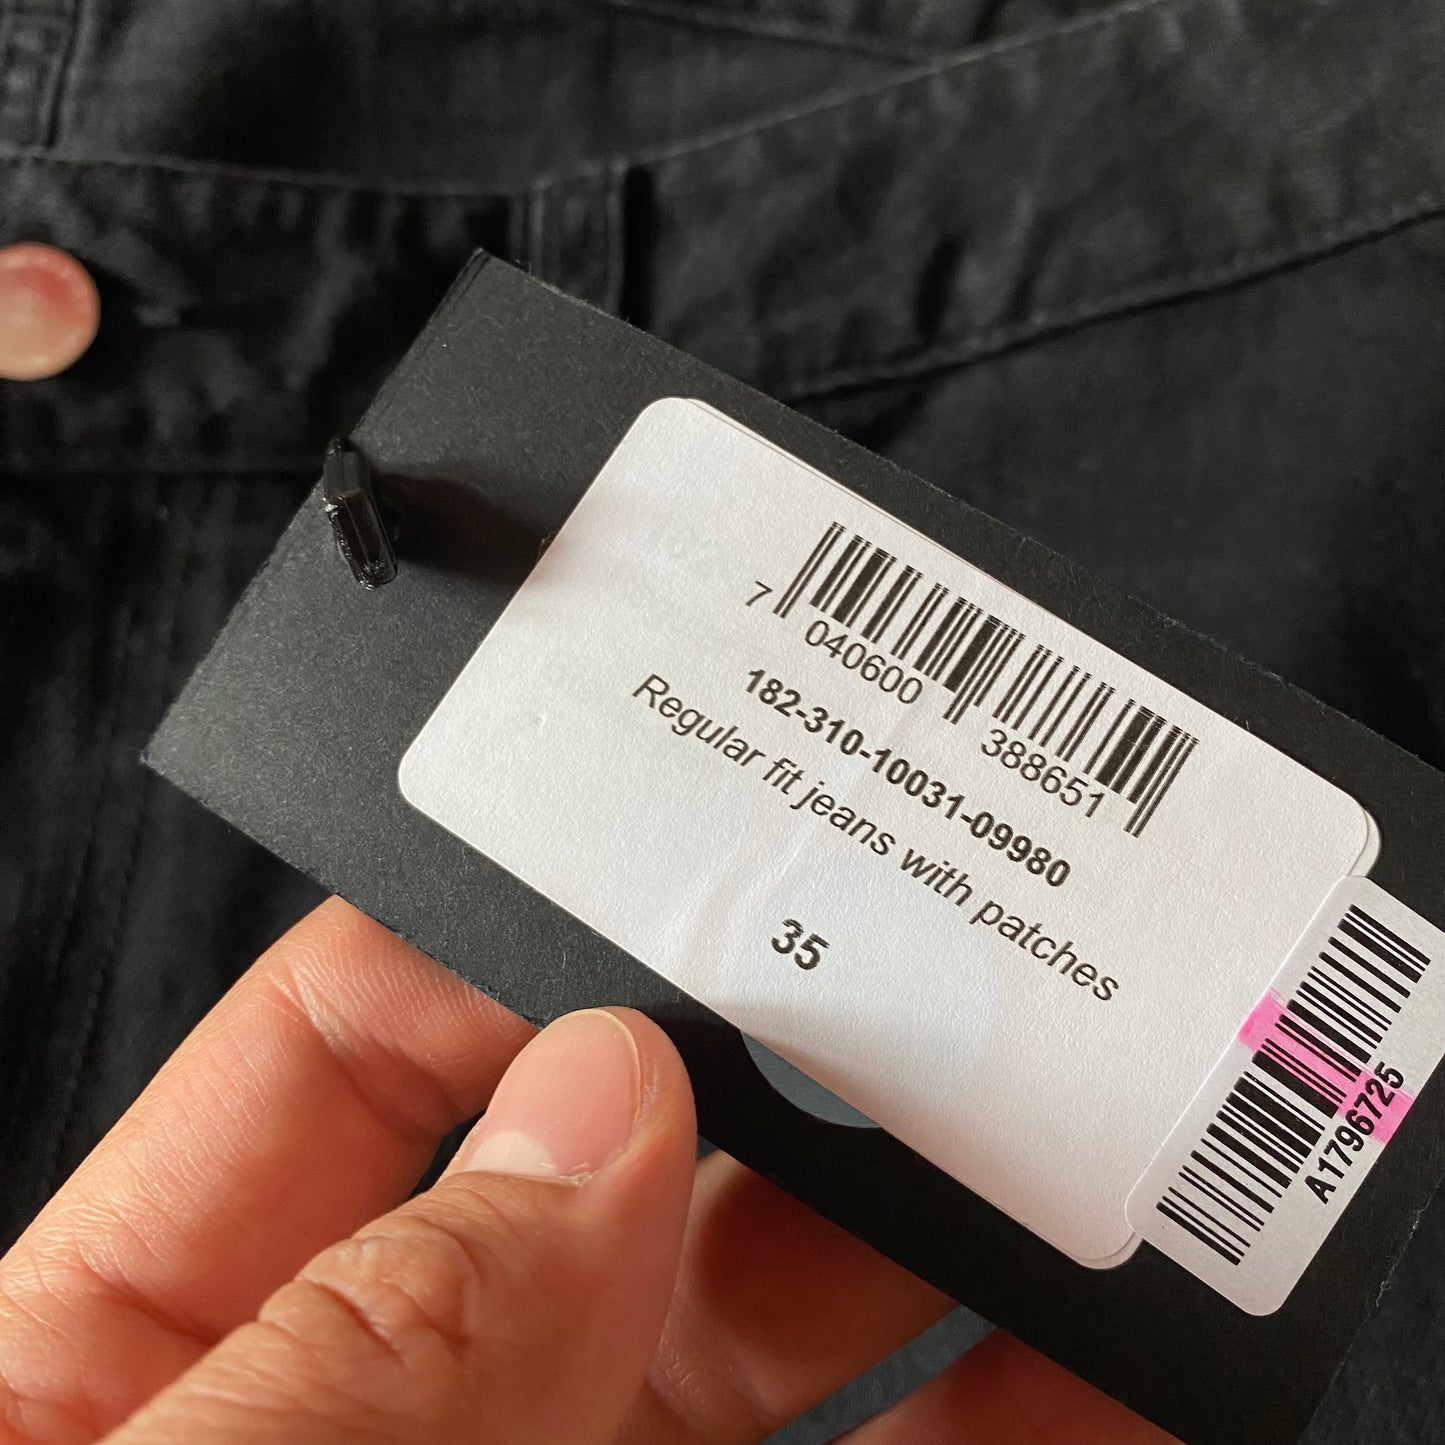 7 040600 388651
182-310-10031-09980
Regular fit jeans with patches
35
A1796725